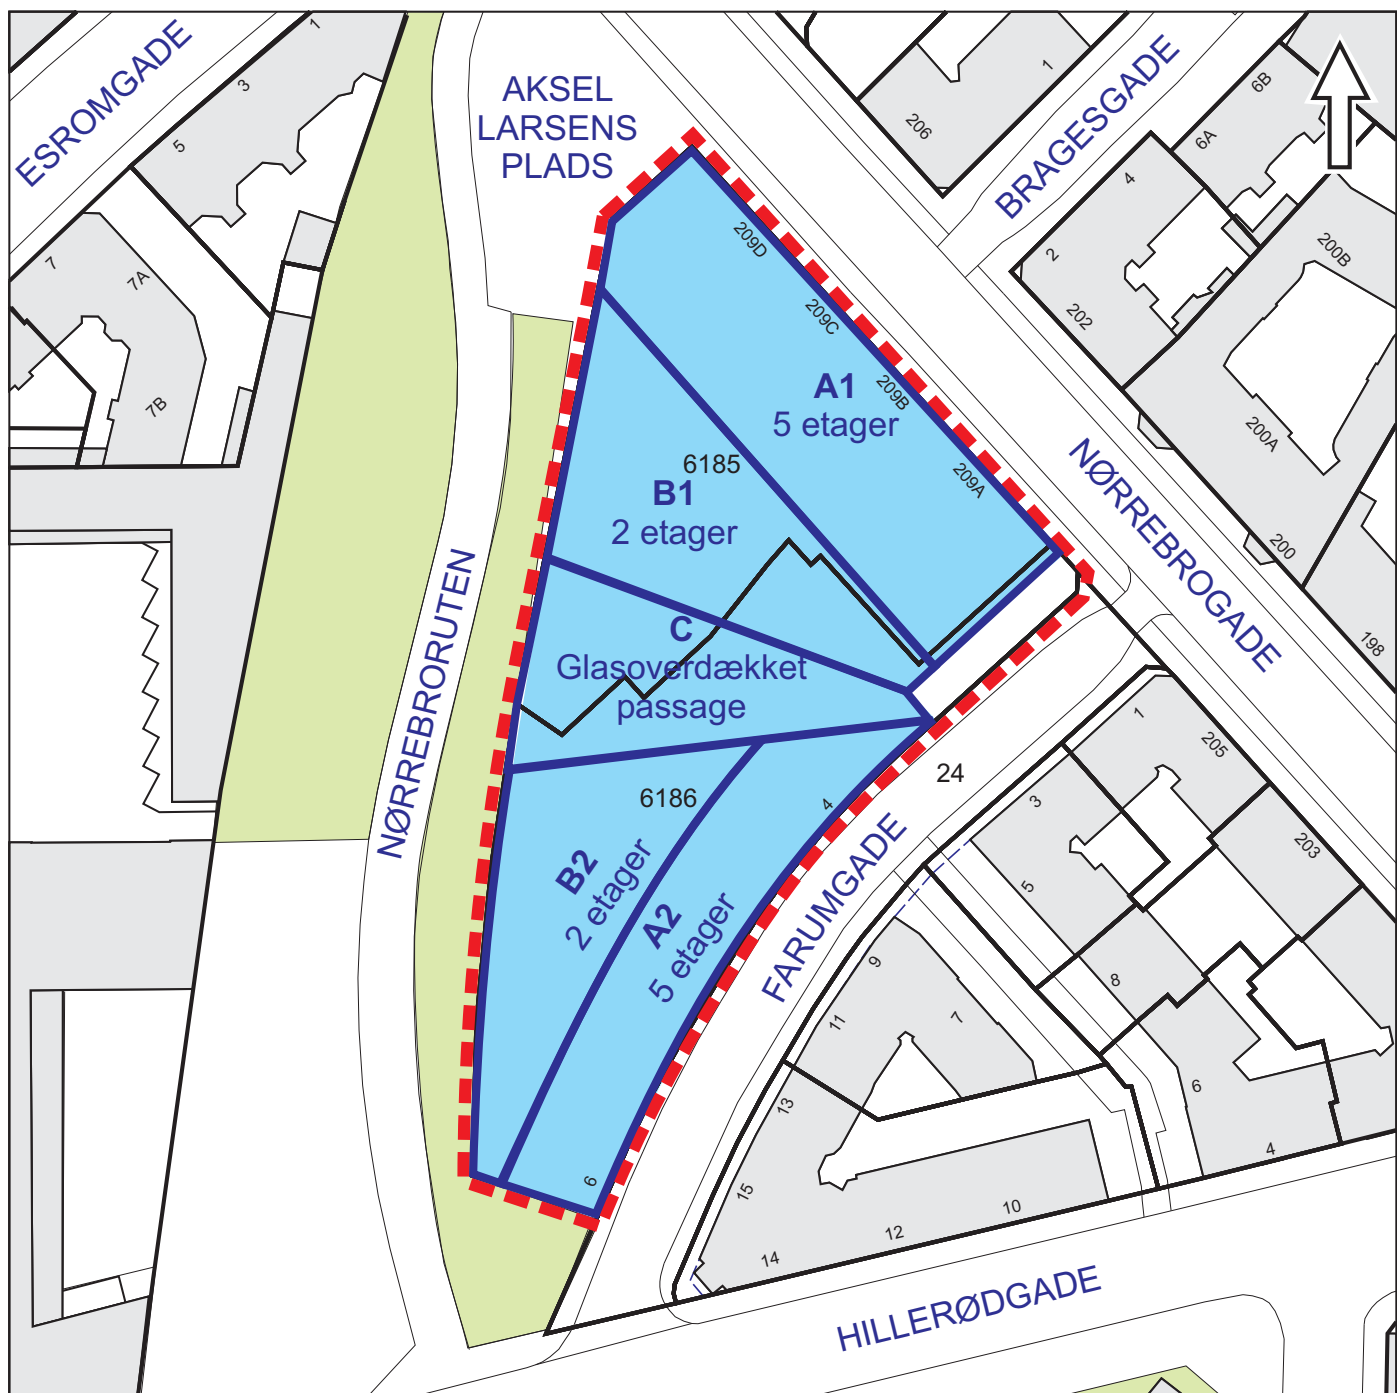 ESROMGADE
1
3
5
7
7A
7B
AKSEL
LARSENS
PLADS
206
1
BRAGESGADE
6B
6A
4
2
202
200B
200A
200
198
NØRREBROGADE
209D
209C
209B
209A
A1
5 etager
6185
B1
2 etager
C
Glasoverdækket
passage
NØRREBRORUTEN
6186
B2
2 etager
A2
5 etager
4
6
24
FARUMGADE
1
205
3
203
5
8
9
11
7
13
6
4
15
14
12
10
HILLERØDGADE